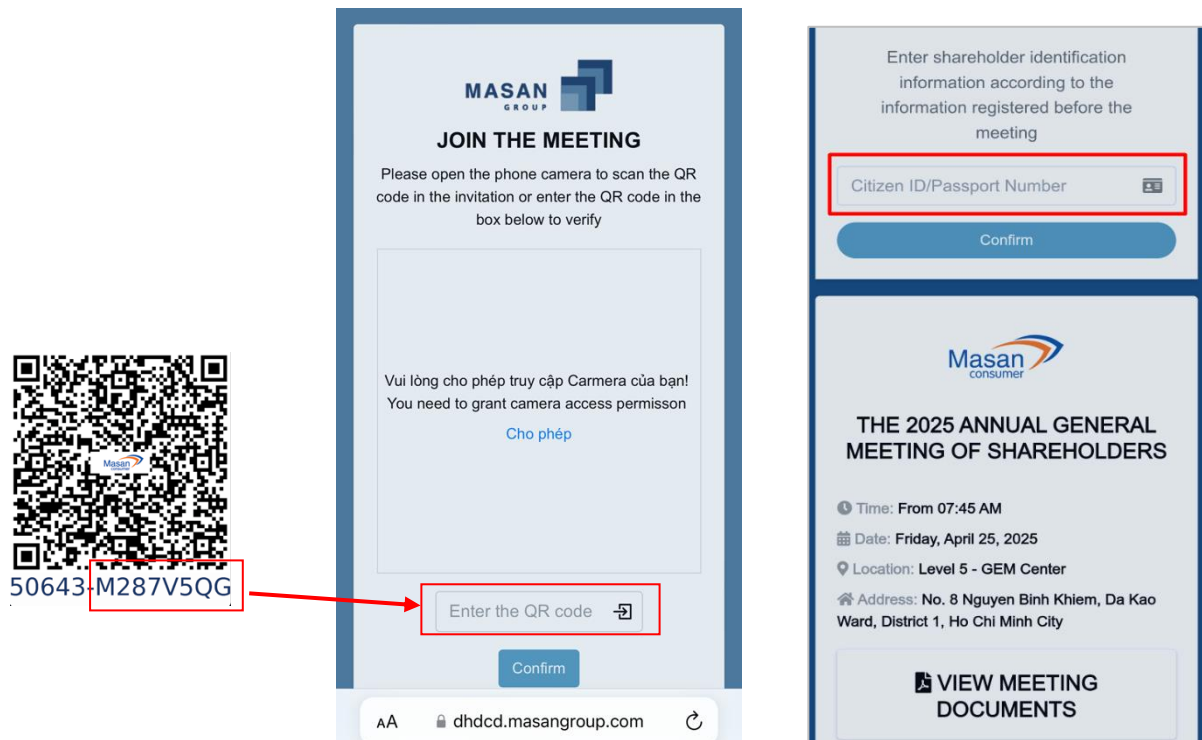 Masan
consumer
50643-M287V5QG
MASAN
GROUP
JOIN THE MEETING
Please open the phone camera to scan the QR
code in the invitation or enter the QR code in the
box below to verify
Vui lòng cho phép truy cập Carmera của bạn!
You need to grant camera access permisson
Cho phép
Enter the QR code
Confirm
AA dhdcd.masangroup.com
Enter shareholder identification
information according to the
information registered before the
meeting
Citizen ID/Passport Number
Confirm
Masan
consumer
THE 2025 ANNUAL GENERAL
MEETING OF SHAREHOLDERS
Time: From 07:45 AM
Date: Friday, April 25, 2025
Location: Level 5 - GEM Center
Address: No. 8 Nguyen Binh Khiem, Da Kao
Ward, District 1, Ho Chi Minh City
VIEW MEETING
DOCUMENTS